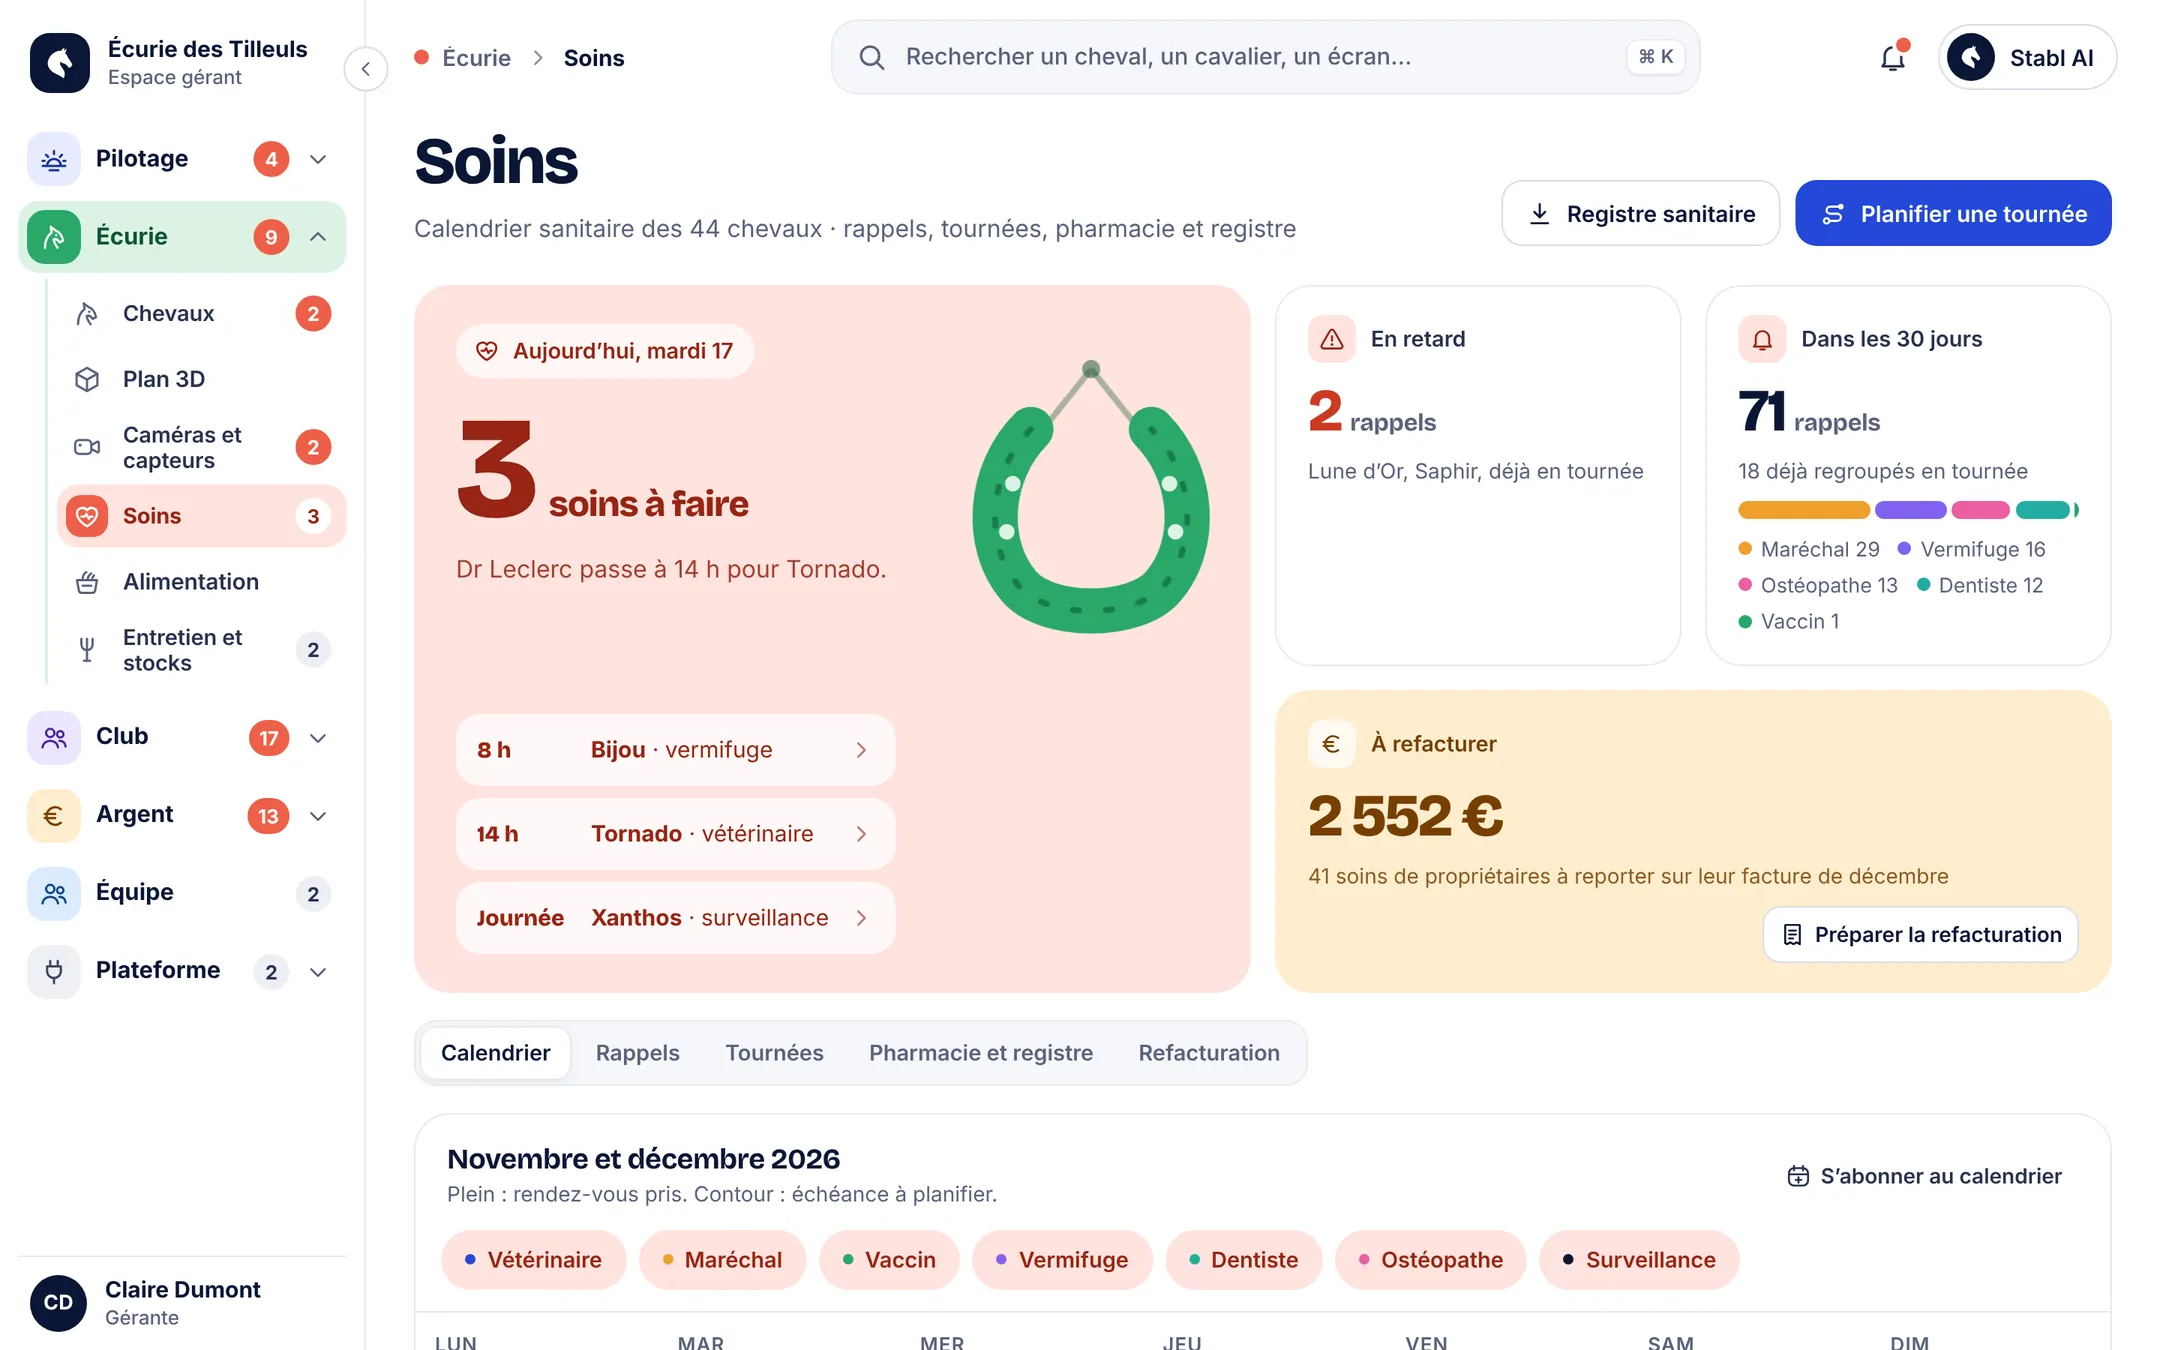 Écurie des Tilleuls
Espace gérant
Pilotage
4
Écurie
9
Chevaux
2
Plan 3D
Caméras et
capteurs
2
Soins
3
Alimentation
Entretien et
stocks
2
Club
17
€
Argent
13
Équipe
2
Plateforme
2
CD
Claire Dumont
Gérante
Écurie
Soins
Rechercher un cheval, un cavalier, un écran…
⌘ K
Stabl AI
Soins
Calendrier sanitaire des 44 chevaux · rappels, tournées, pharmacie et registre
Registre sanitaire
Planifier une tournée
Aujourd’hui, mardi 17
3 soins à faire
Dr Leclerc passe à 14 h pour Tornado.
8 h Bijou · vermifuge
14 h Tornado · vétérinaire
Journée Xanthos · surveillance
En retard
2 rappels
Lune d’Or, Saphir, déjà en tournée
Dans les 30 jours
71 rappels
18 déjà regroupés en tournée
Maréchal 29 Vermifuge 16
Ostéopathe 13 Dentiste 12
Vaccin 1
€ À refacturer
2 552 €
41 soins de propriétaires à reporter sur leur facture de décembre
Préparer la refacturation
Calendrier Rappels Tournées Pharmacie et registre Refacturation
Novembre et décembre 2026
Plein : rendez-vous pris. Contour : échéance à planifier.
S’abonner au calendrier
Vétérinaire Maréchal Vaccin Vermifuge Dentiste Ostéopathe Surveillance
LUN MAR MER JEU VEN SAM DIM